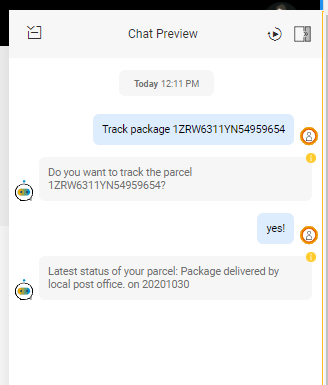 Chat Preview
Today 12:11 PM
Track package 1ZRW6311YN54959654
Do you want to track the parcel
1ZRW6311YN54959654?
yes!
Latest status of your parcel: Package delivered by
local post office. on 20201030